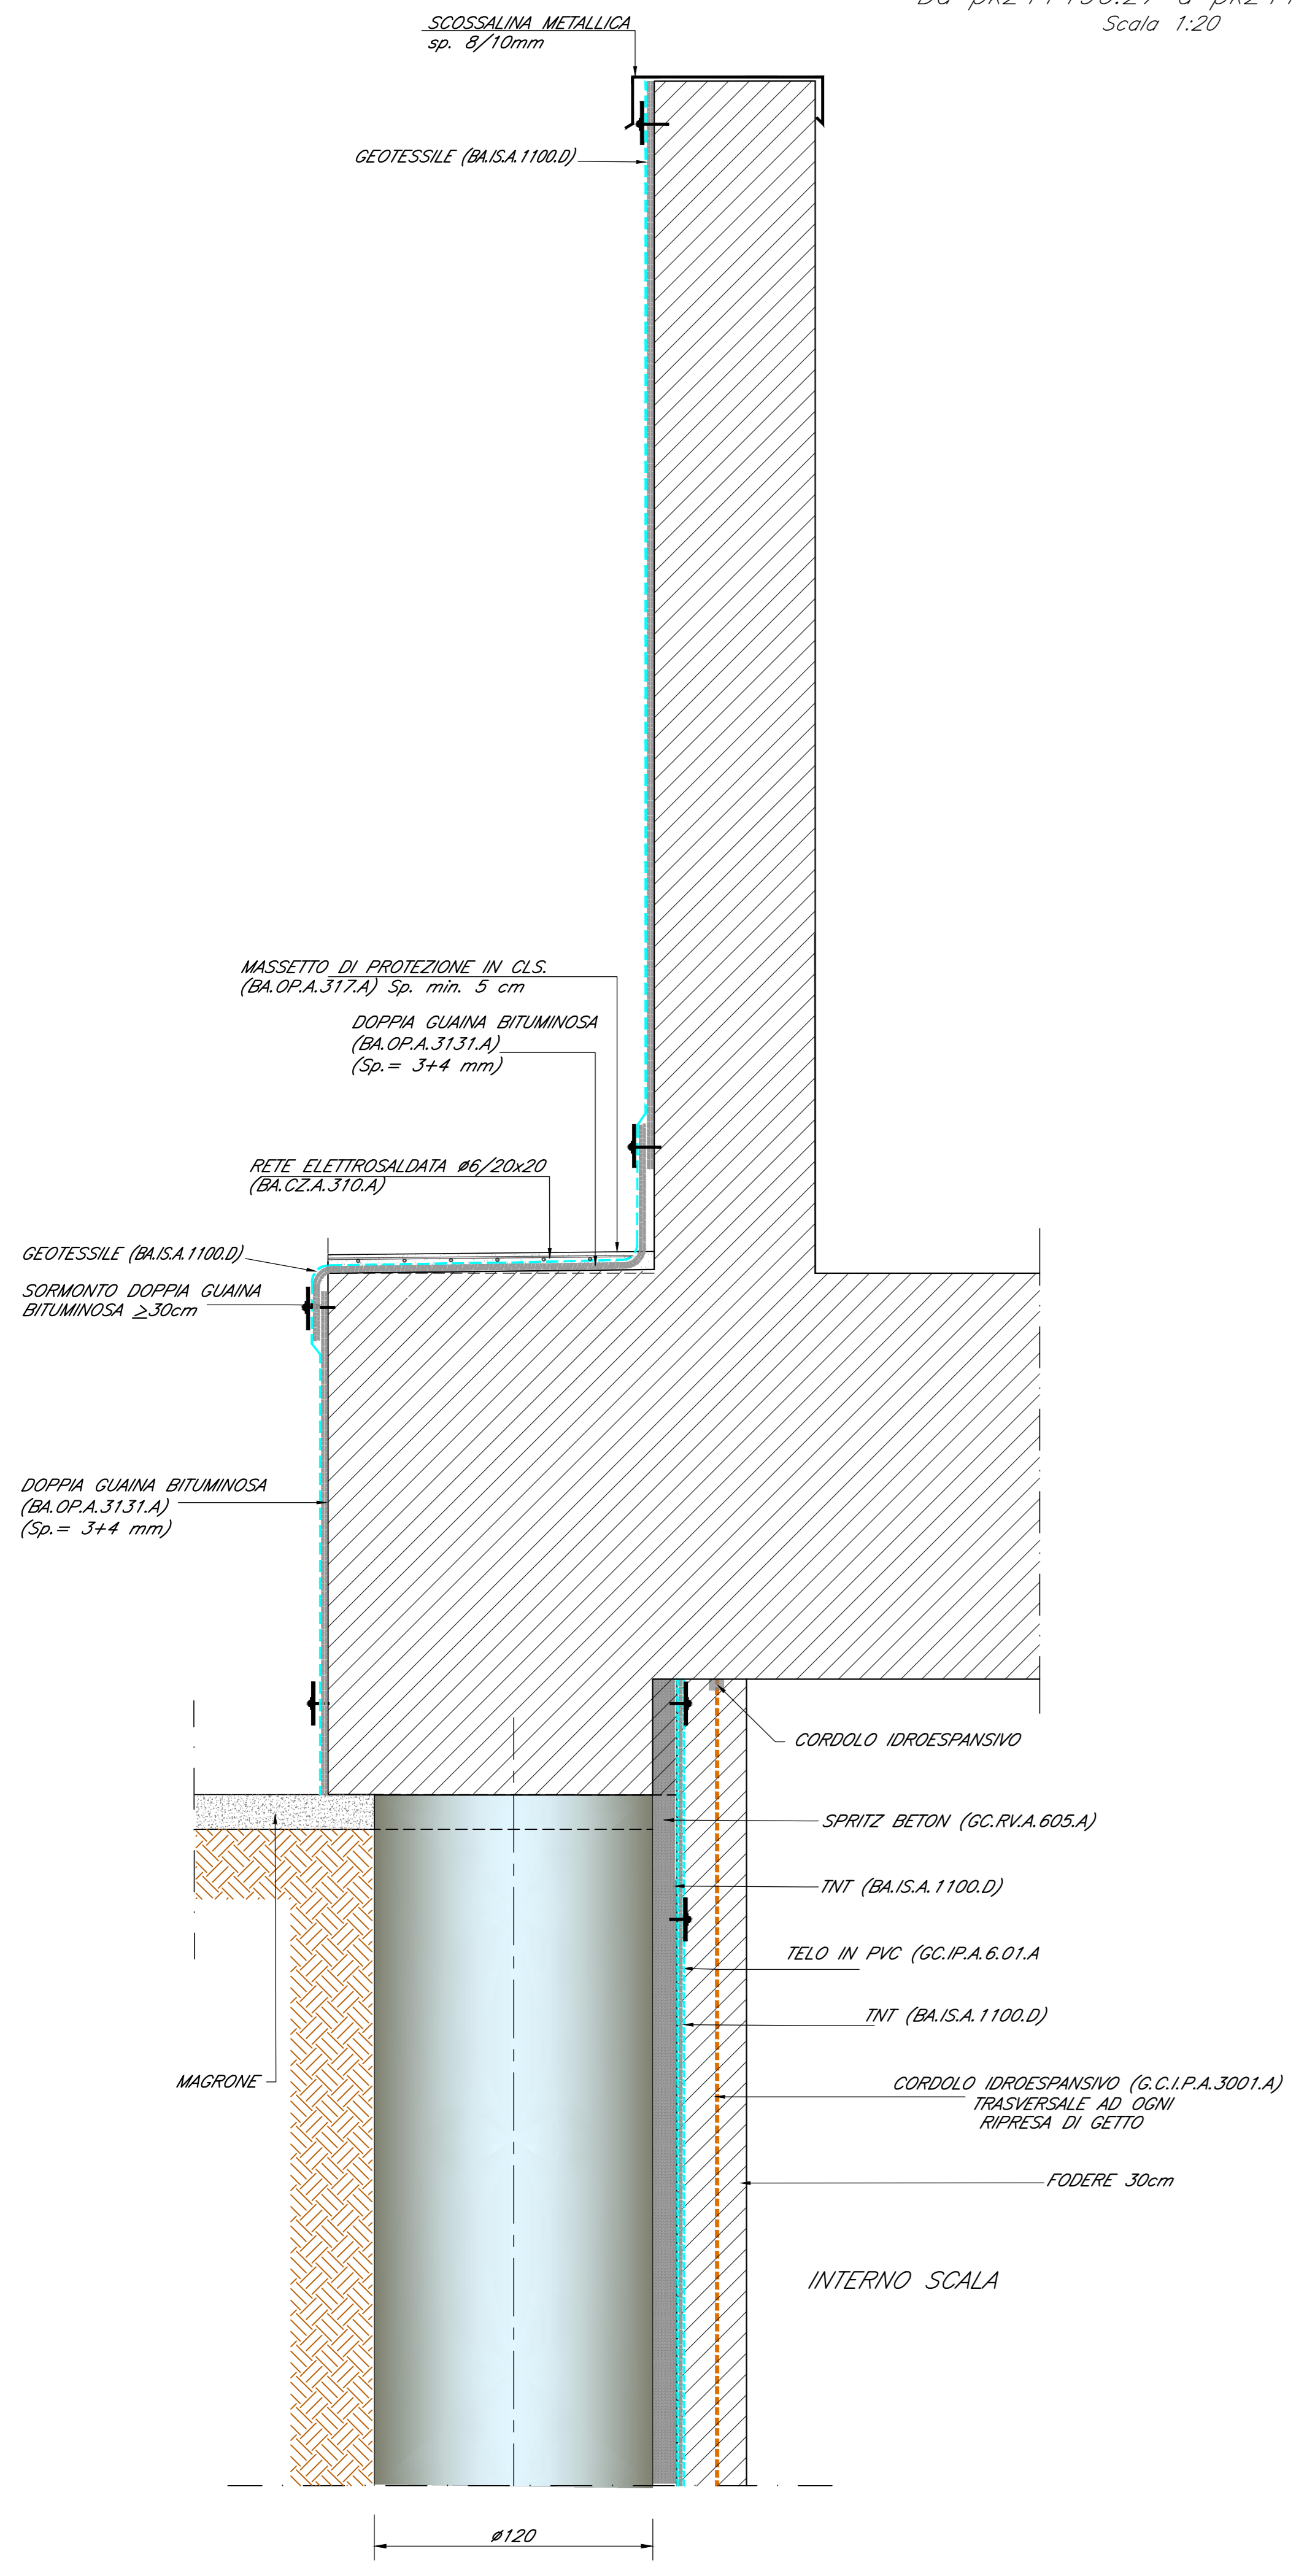 Scala 1:20
SCOSSALINA METALLICA
sp. 8/10mm
GEOTESSILE (BA.IS.A.1100.D)
MASSETTO DI PROTEZIONE IN CLS.
(BA.OP.A.317.A) Sp. min. 5 cm
DOPPIA GUAINA BITUMINOSA
(BA.OP.A.3131.A)
(Sp.= 3+4 mm)
RETE ELETTROSALDATA ø6/20x20
(BA.CZ.A.310.A)
GEOTESSILE (BA.IS.A.1100.D)
SORMONTO DOPPIA GUAINA
BITUMINOSA ≥30cm
DOPPIA GUAINA BITUMINOSA
(BA.OP.A.3131.A)
(Sp.= 3+4 mm)
CORDOLO IDROESPANSIVO
SPRITZ BETON (GC.RV.A.605.A)
TNT (BA.IS.A.1100.D)
TELO IN PVC (GC.IP.A.6.01.A
TNT (BA.IS.A.1100.D)
MAGRONE
CORDOLO IDROESPANSIVO (G.C.I.P.A.3001.A)
TRASVERSALE AD OGNI
RIPRESA DI GETTO
FODERE 30cm
INTERNO SCALA
ø120